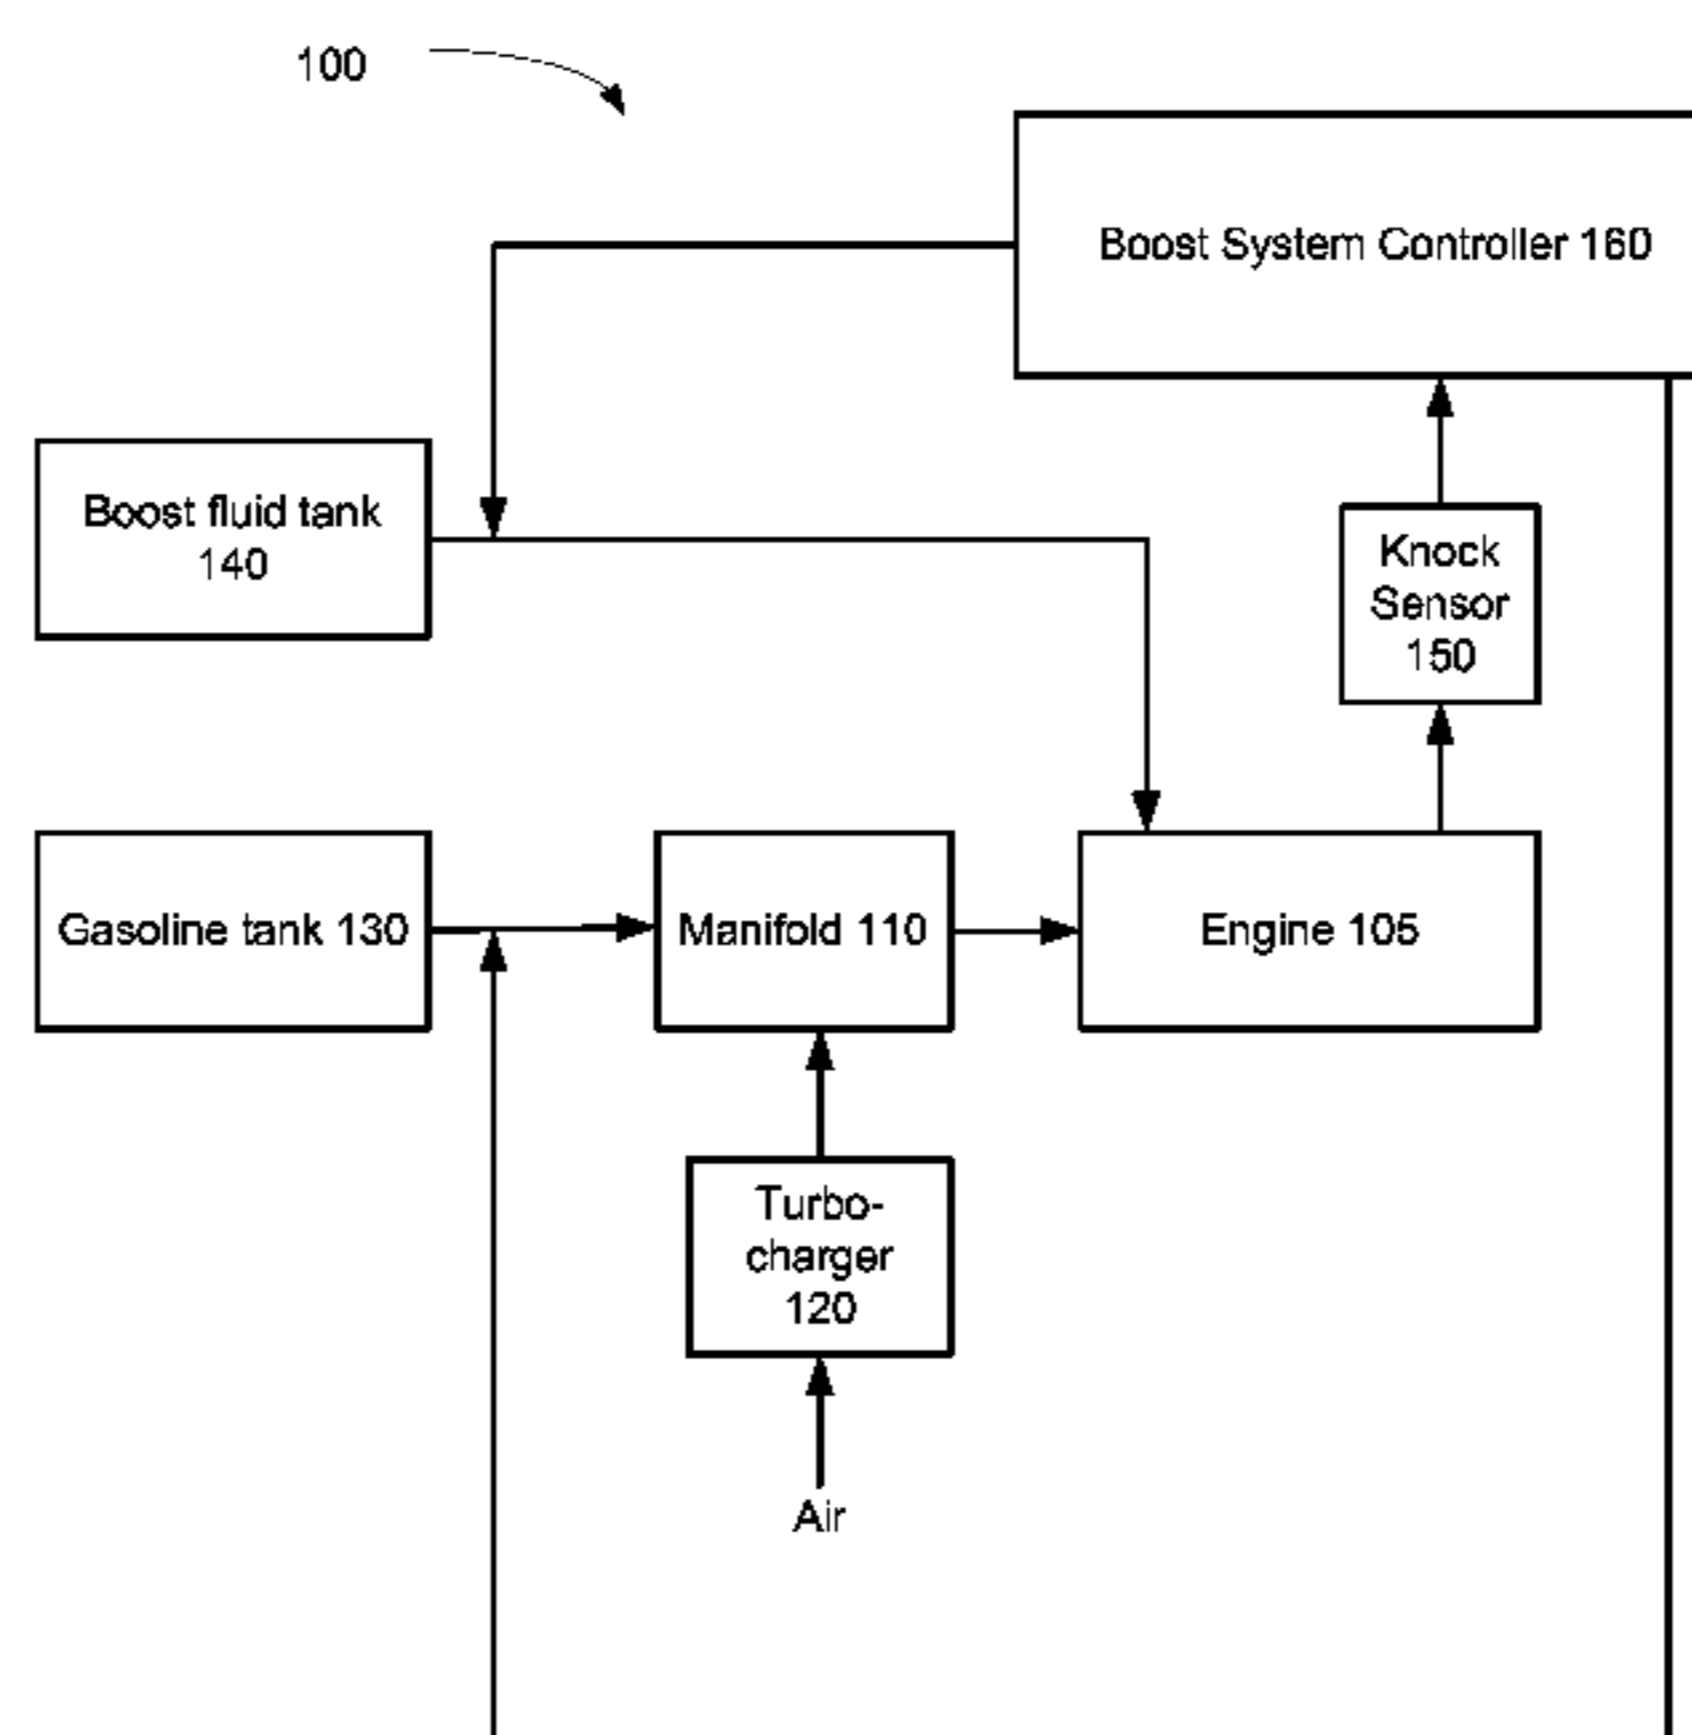 100
Boost System Controller 160
Boost fluid tank
140
Knock
Sensor
150
Gasoline tank 130
Manifold 110
Engine 105
Turbo-
charger
120
Air